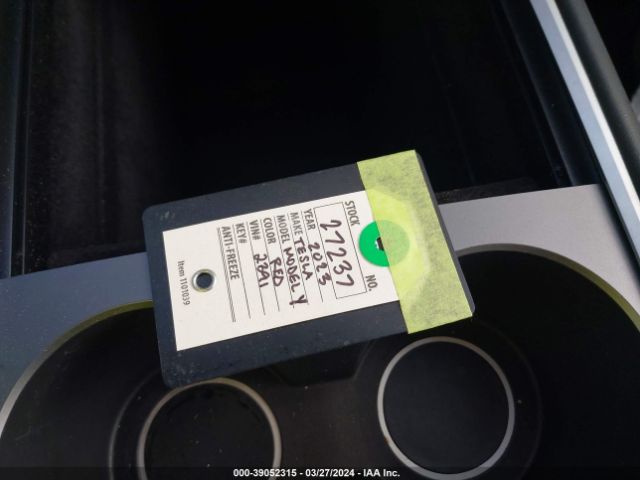 STOCK NO.
27237
YEAR 2023
MAKE TESLA
MODEL MODEL Y
COLOR RED
VIN#
KEY#
ANTI-FREEZE
Item 1101039
000-39052315 — 03/27/2024 — IAA Inc.